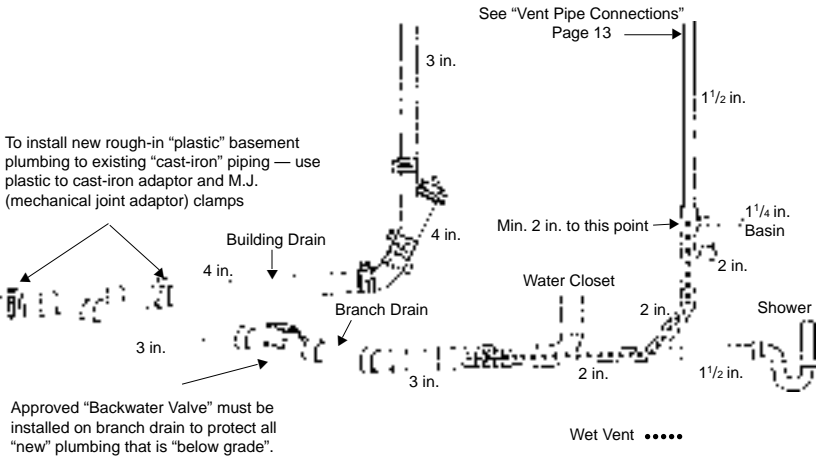 See “Vent Pipe Connections”
Page 13
3 in.
1 1/2 in.
To install new rough-in “plastic” basement
plumbing to existing “cast-iron” piping — use
plastic to cast-iron adaptor and M.J.
(mechanical joint adaptor) clamps
Min. 2 in. to this point
1 1/4 in.
Basin
4 in.
Building Drain
2 in.
4 in.
Water Closet
Branch Drain
2 in.
Shower
3 in.
3 in.
2 in.
1 1/2 in.
Approved “Backwater Valve” must be
installed on branch drain to protect all
“new” plumbing that is “below grade”.
Wet Vent